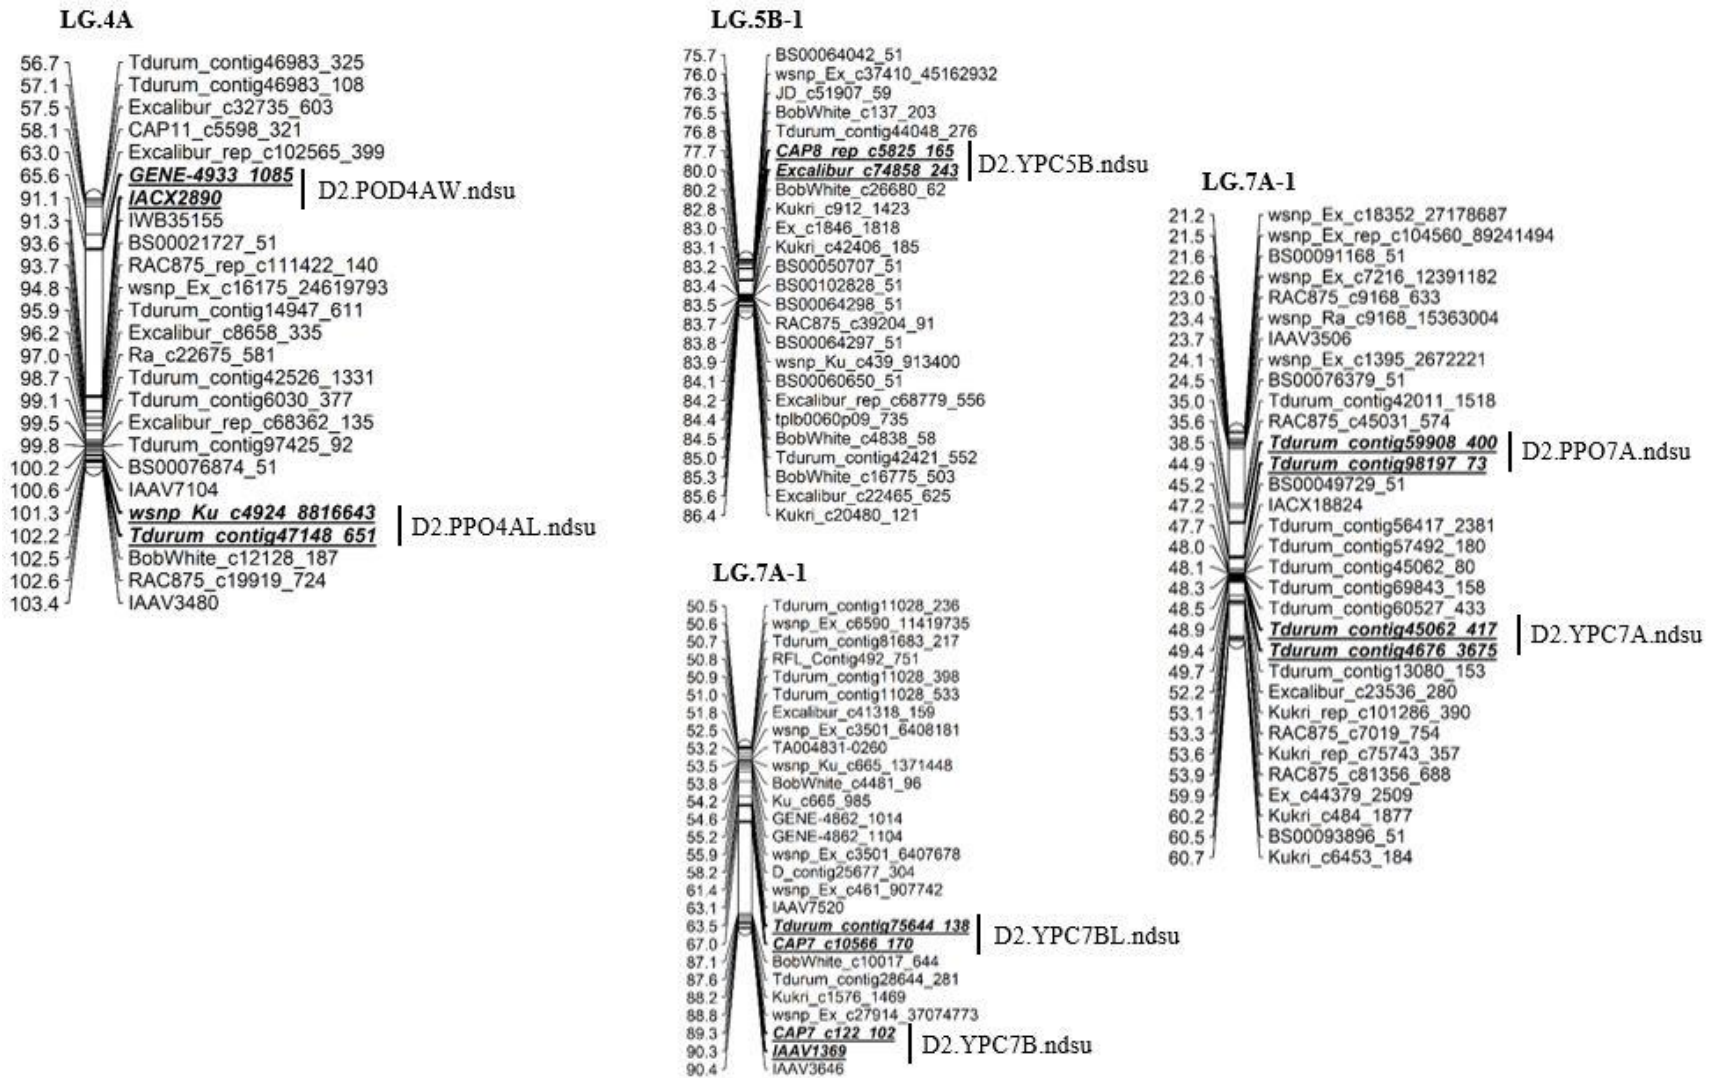 LG.4A
56.7 Tdurum_contig46983_325
57.1 Tdurum_contig46983_108
57.5 Excalibur_c32735_603
58.1 CAP11_c5598_321
63.0 Excalibur_rep_c102565_399
65.6 GENE-4933_1085
91.1 IACX2890
D2.POD4AW.ndsu
91.3 IWB35155
93.6 BS00021727_51
93.7 RAC875_rep_c111422_140
94.8 wsnp_Ex_c16175_24619793
95.9 Tdurum_contig14947_611
96.2 Excalibur_c8658_335
97.0 Ra_c22675_581
98.7 Tdurum_contig42526_1331
99.1 Tdurum_contig6030_377
99.5 Excalibur_rep_c68362_135
99.8 Tdurum_contig97425_92
100.2 BS00076874_51
100.6 IAAV7104
101.3 wsnp_Ku_c4924_8816643
102.2 Tdurum_contig47148_651
D2.PPO4AL.ndsu
102.5 BobWhite_c12128_187
102.6 RAC875_c19919_724
103.4 IAAV3480
LG.5B-1
75.7 BS00064042_51
76.0 wsnp_Ex_c37410_45162932
76.3 JD_c51907_59
76.5 BobWhite_c137_203
76.8 Tdurum_contig44048_276
77.7 CAP8_rep_c5825_165
80.0 Excalibur_c74858_243
D2.YPC5B.ndsu
80.2 BobWhite_c26680_62
82.8 Kukri_c912_1423
83.0 Ex_c1846_1818
83.1 Kukri_c42406_185
83.2 BS00050707_51
83.4 BS00102828_51
83.5 BS00064298_51
83.7 RAC875_c39204_91
83.8 BS00064297_51
83.9 wsnp_Ku_c439_913400
84.1 BS00060650_51
84.2 Excalibur_rep_c68779_556
84.4 tplb0060p09_735
84.5 BobWhite_c4838_58
85.0 Tdurum_contig42421_552
85.3 BobWhite_c16775_503
85.6 Excalibur_c22465_625
86.4 Kukri_c20480_121
LG.7A-1
50.5 Tdurum_contig11028_236
50.6 wsnp_Ex_c6590_11419735
50.7 Tdurum_contig81683_217
50.8 RFL_Contig492_751
50.9 Tdurum_contig11028_398
51.0 Tdurum_contig11028_533
51.8 Excalibur_c41318_159
52.5 wsnp_Ex_c3501_6408181
53.2 TA004831-0260
53.5 wsnp_Ku_c665_1371448
53.8 BobWhite_c4481_96
54.2 Ku_c665_985
54.6 GENE-4862_1014
55.2 GENE-4862_1104
55.9 wsnp_Ex_c3501_6407678
58.2 D_contig25677_304
61.4 wsnp_Ex_c461_907742
63.1 IAAV7520
63.5 Tdurum_contig75644_138
67.0 CAP7_c10566_170
D2.YPC7BL.ndsu
87.1 BobWhite_c10017_644
87.6 Tdurum_contig28644_281
88.2 Kukri_c1576_1469
88.8 wsnp_Ex_c27914_37074773
89.3 CAP7_c122_102
90.3 IAAV1369
D2.YPC7B.ndsu
90.4 IAAV3646
LG.7A-1
21.2 wsnp_Ex_c18352_27178687
21.5 wsnp_Ex_rep_c104560_89241494
21.6 BS00091168_51
22.6 wsnp_Ex_c7216_12391182
23.0 RAC875_c9168_633
23.4 wsnp_Ra_c9168_15363004
23.7 IAAV3506
24.1 wsnp_Ex_c1395_2672221
24.5 BS00076379_51
35.0 Tdurum_contig42011_1518
35.6 RAC875_c45031_574
38.5 Tdurum_contig59908_400
44.9 Tdurum_contig98197_73
D2.PPO7A.ndsu
45.2 BS00049729_51
47.2 IACX18824
47.7 Tdurum_contig56417_2381
48.0 Tdurum_contig57492_180
48.1 Tdurum_contig45062_80
48.3 Tdurum_contig69843_158
48.5 Tdurum_contig60527_433
48.9 Tdurum_contig45062_417
49.4 Tdurum_contig4676_3675
D2.YPC7A.ndsu
49.7 Tdurum_contig13080_153
52.2 Excalibur_c23536_280
53.1 Kukri_rep_c101286_390
53.3 RAC875_c7019_754
53.6 Kukri_rep_c75743_357
53.9 RAC875_c81356_688
59.9 Ex_c44379_2509
60.2 Kukri_c484_1877
60.5 BS00093896_51
60.7 Kukri_c6453_184